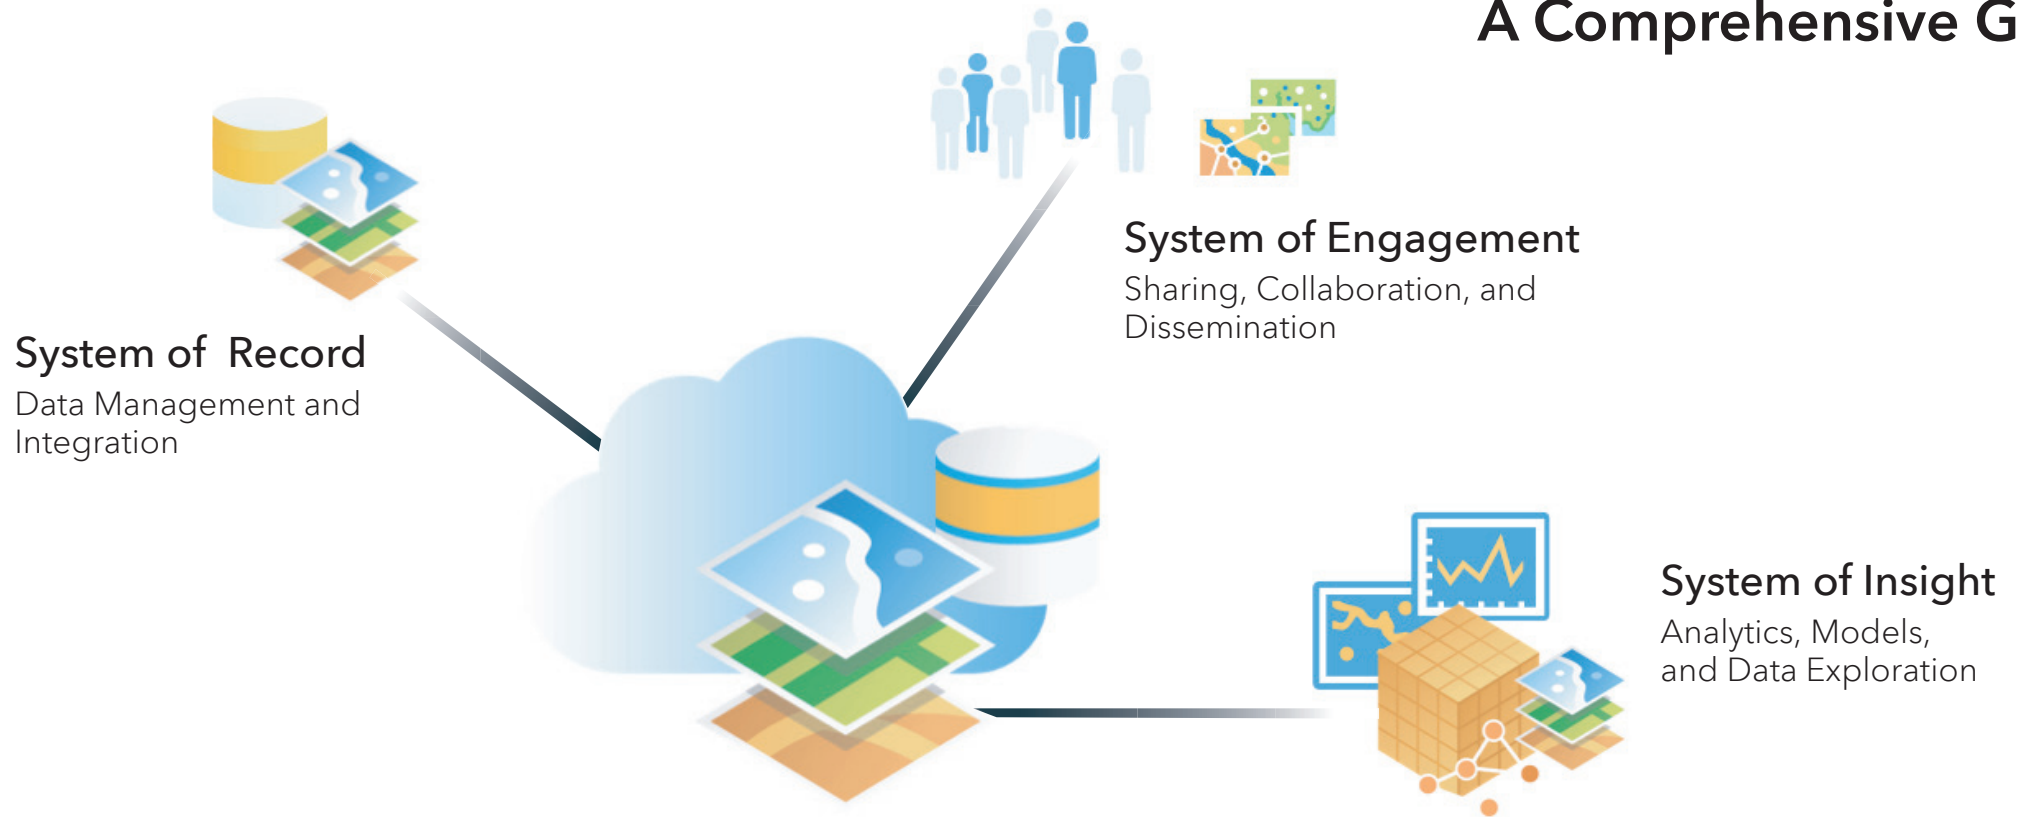 A Comprehensive G
System of Engagement
Sharing, Collaboration, and
Dissemination
System of Record
Data Management and
Integration
System of Insight
Analytics, Models,
and Data Exploration